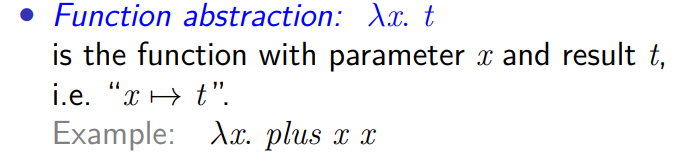 • Function abstraction: λx. t
is the function with parameter x and result t,
i.e. “x ↦ t”.
Example: λx. plus x x